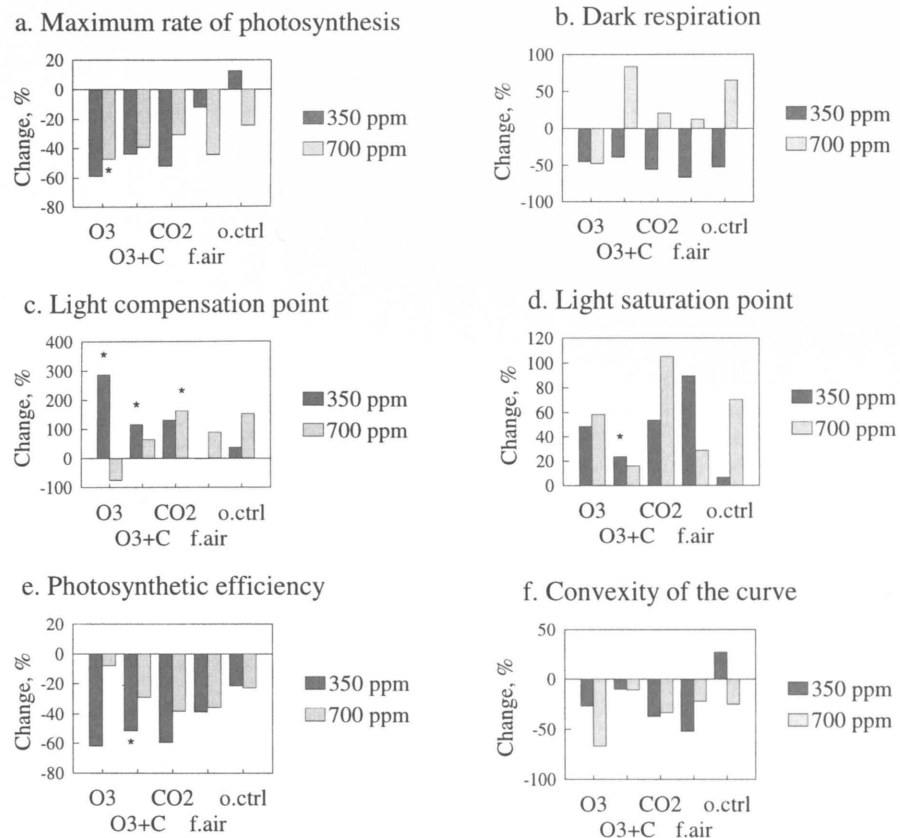 a. Maximum rate of photosynthesis
Change, %
20
0
-20
-40
-60
-80
*
O3 CO2 o.ctrl
O3+C f.air
350 ppm
700 ppm
b. Dark respiration
Change, %
100
50
0
-50
-100
O3 CO2 o.ctrl
O3+C f.air
350 ppm
700 ppm
c. Light compensation point
Change, %
400
300
200
100
0
-100
* * *
O3 CO2 o.ctrl
O3+C f.air
350 ppm
700 ppm
d. Light saturation point
Change, %
120
100
80
60
40
20
0
*
O3 CO2 o.ctrl
O3+C f.air
350 ppm
700 ppm
e. Photosynthetic efficiency
Change, %
20
0
-20
-40
-60
-80
*
O3 CO2 o.ctrl
O3+C f.air
350 ppm
700 ppm
f. Convexity of the curve
Change, %
50
0
-50
-100
O3 CO2 o.ctrl
O3+C f.air
350 ppm
700 ppm